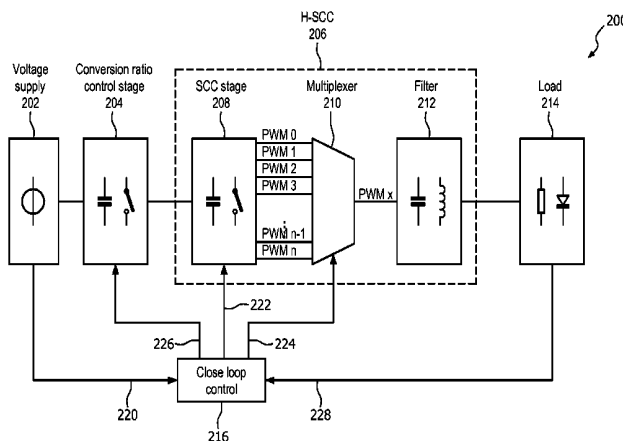 H-SCC
206
200
Voltage
supply
202
Conversion ratio
control stage
204
SCC stage
208
Multiplexer
210
Filter
212
Load
214
PWM 0
PWM 1
PWM 2
PWM 3
PWM n-1
PWM n
PWM x
222
226
224
Close loop
control
216
220
228